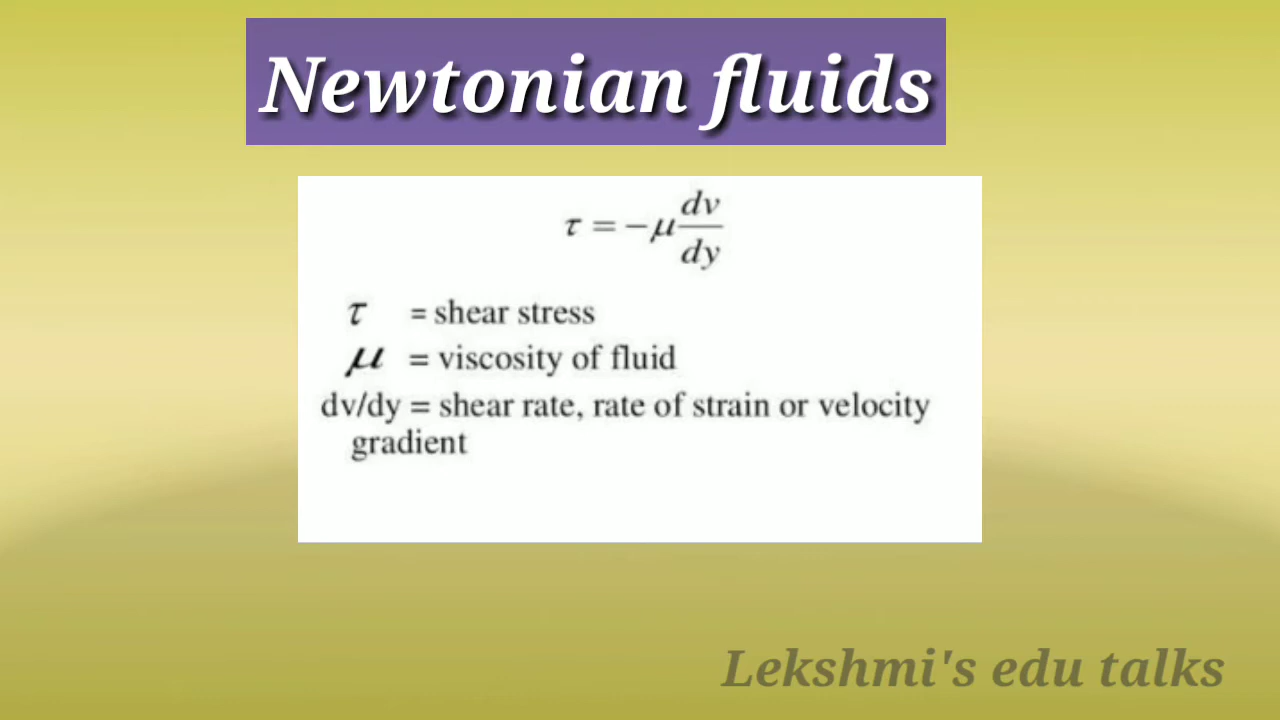 Newtonian fluids
τ = −μ dv/dy
τ = shear stress
μ = viscosity of fluid
dv/dy = shear rate, rate of strain or velocity
gradient
Lekshmi's edu talks